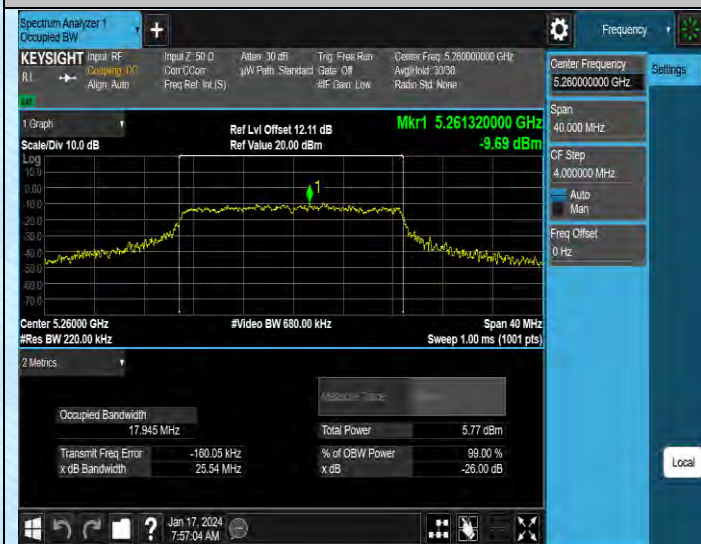 Spectrum Analyzer 1
Occupied BW
+
Frequency
KEYSIGHT Input: RF Input Z: 50 Ω Atten: 30 dB Trig: Free Run Center Freq: 5.260000000 GHz
RL Coupling: DC Corr CCorr µW Path: Standard Gate: Off Avg|Hold: 30/30
Align: Auto Freq Ref: Int (S) #IF Gain: Low Radio Std: None
Center Frequency
5.260000000 GHz
Settings
Span
40.000 MHz
CF Step
4.000000 MHz
Auto
Man
Freq Offset
0 Hz
1 Graph
Scale/Div 10.0 dB
Ref Lvl Offset 12.11 dB
Ref Value 20.00 dBm
Mkr1 5.261320000 GHz
-9.69 dBm
Log
10.0
0.00
-10.0
-20.0
-30.0
-40.0
-50.0
-60.0
-70.0
1
Center 5.26000 GHz
#Video BW 680.00 kHz
Span 40 MHz
#Res BW 220.00 kHz
Sweep 1.00 ms (1001 pts)
2 Metrics
Measure Trace
Occupied Bandwidth
17.945 MHz
Total Power 5.77 dBm
Transmit Freq Error -160.05 kHz
% of OBW Power 99.00 %
x dB Bandwidth 25.54 MHz
x dB -26.00 dB
Local
?
Jan 17, 2024
7:57:04 AM